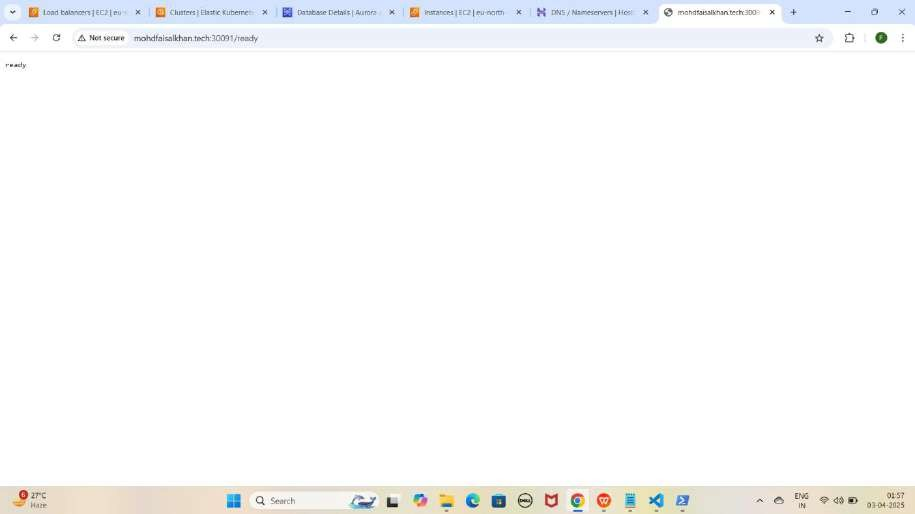 Load balancers | EC2 | eu-n
Clusters | Elastic Kubernete
Database Details | Aurora a
Instances | EC2 | eu-north-
DNS / Nameservers | Host
mohdfaisalkhan.tech:3009
Not secure
mohdfaisalkhan.tech:30091/ready
F
ready
6
27°C
Haze
Search
DELL
ENG
IN
01:57
03-04-2025